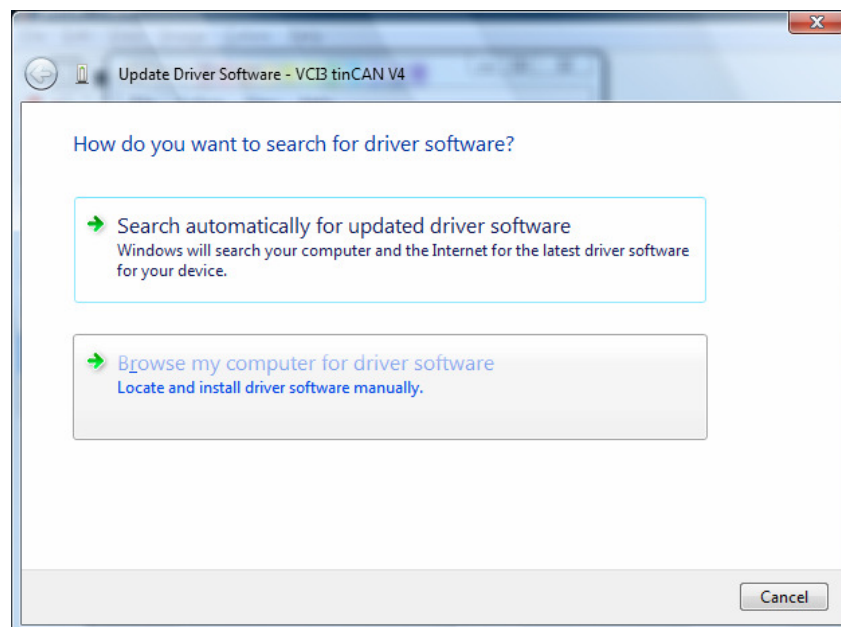 Update Driver Software - VCI3 tinCAN V4
How do you want to search for driver software?
Search automatically for updated driver software
Windows will search your computer and the Internet for the latest driver software
for your device.
Browse my computer for driver software
Locate and install driver software manually.
Cancel